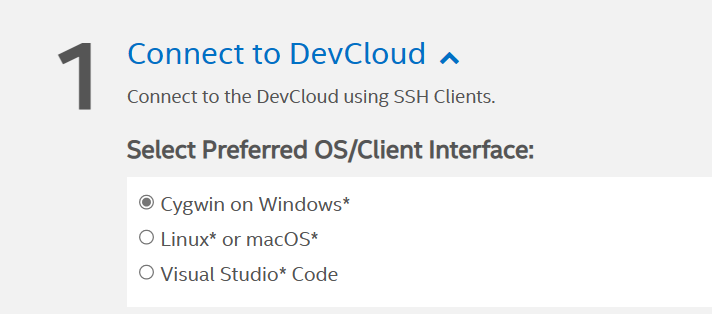 1
Connect to DevCloud
Connect to the DevCloud using SSH Clients.
Select Preferred OS/Client Interface:
Cygwin on Windows*
Linux* or macOS*
Visual Studio* Code